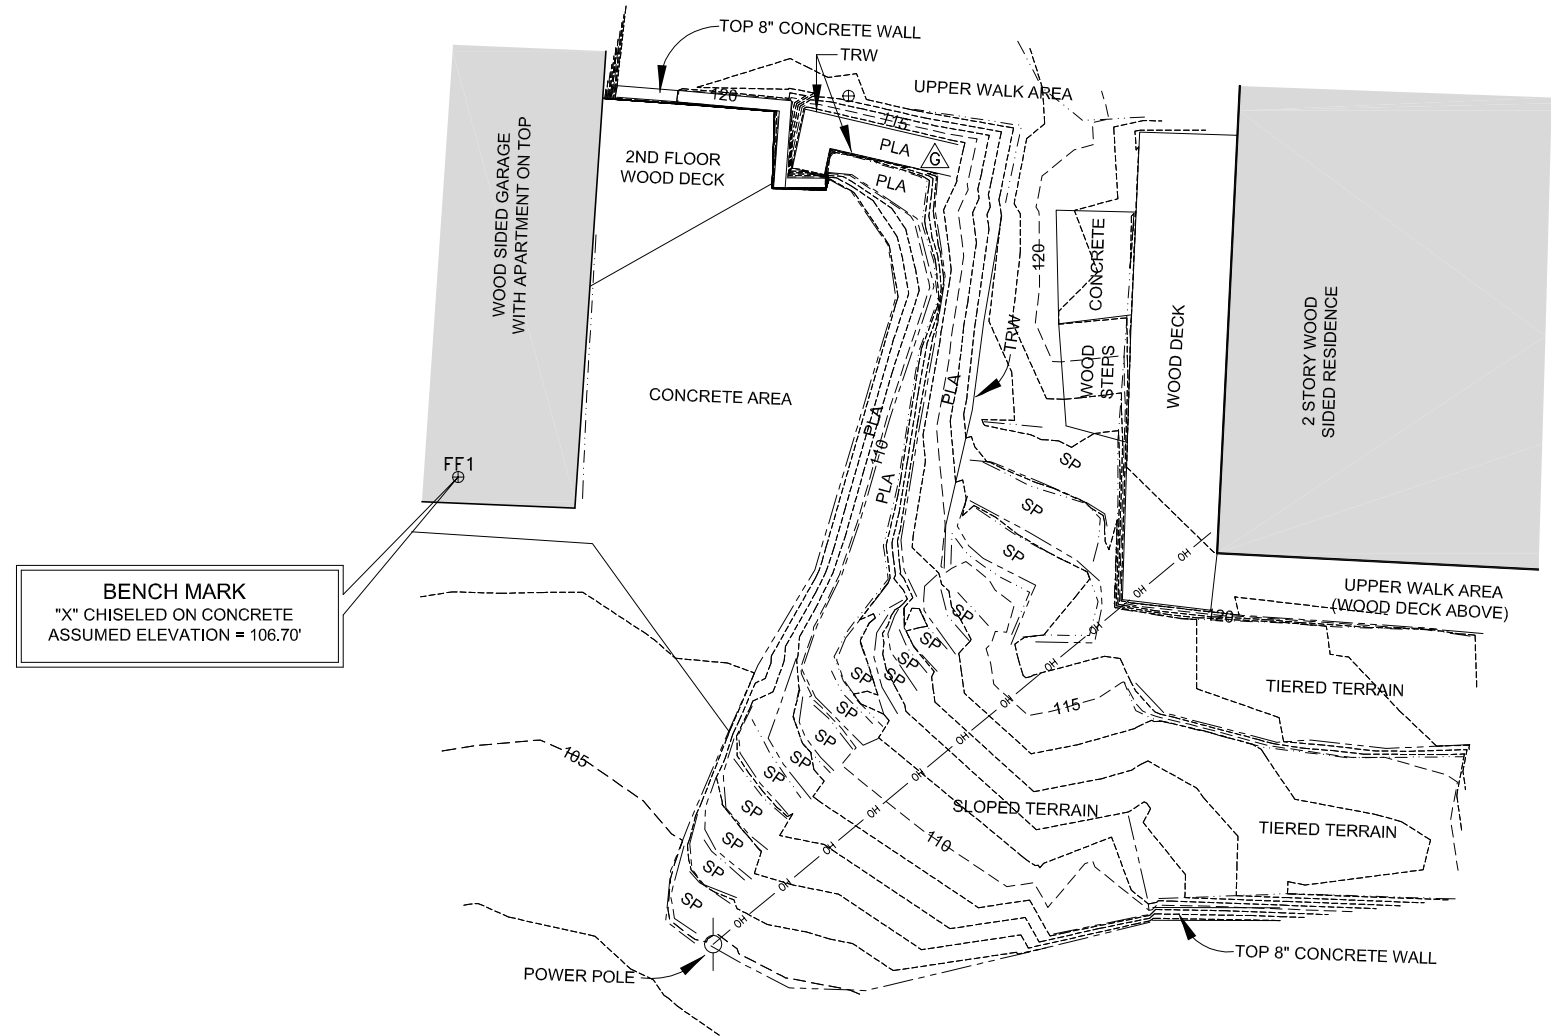 TOP 8" CONCRETE WALL
TRW
UPPER WALK AREA
120
115
PLA
G
PLA
2ND FLOOR
WOOD DECK
WOOD SIDED GARAGE
WITH APARTMENT ON TOP
120
CONCRETE
WOOD DECK
2 STORY WOOD
SIDED RESIDENCE
TRW
WOOD
STEPS
CONCRETE AREA
PLA
PLA
110
PLA
FF1
SP
SP
SP
BENCH MARK
"X" CHISELED ON CONCRETE
ASSUMED ELEVATION = 106.70'
OH
OH
UPPER WALK AREA
(WOOD DECK ABOVE)
120
SP
SP
SP
SP
SP
OH
OH
TIERED TERRAIN
115
SP
SP
SP
SP
OH
OH
105
OH
SP
SLOPED TERRAIN
TIERED TERRAIN
110
SP
SP
OH
OH
SP
OH
OH
POWER POLE
TOP 8" CONCRETE WALL